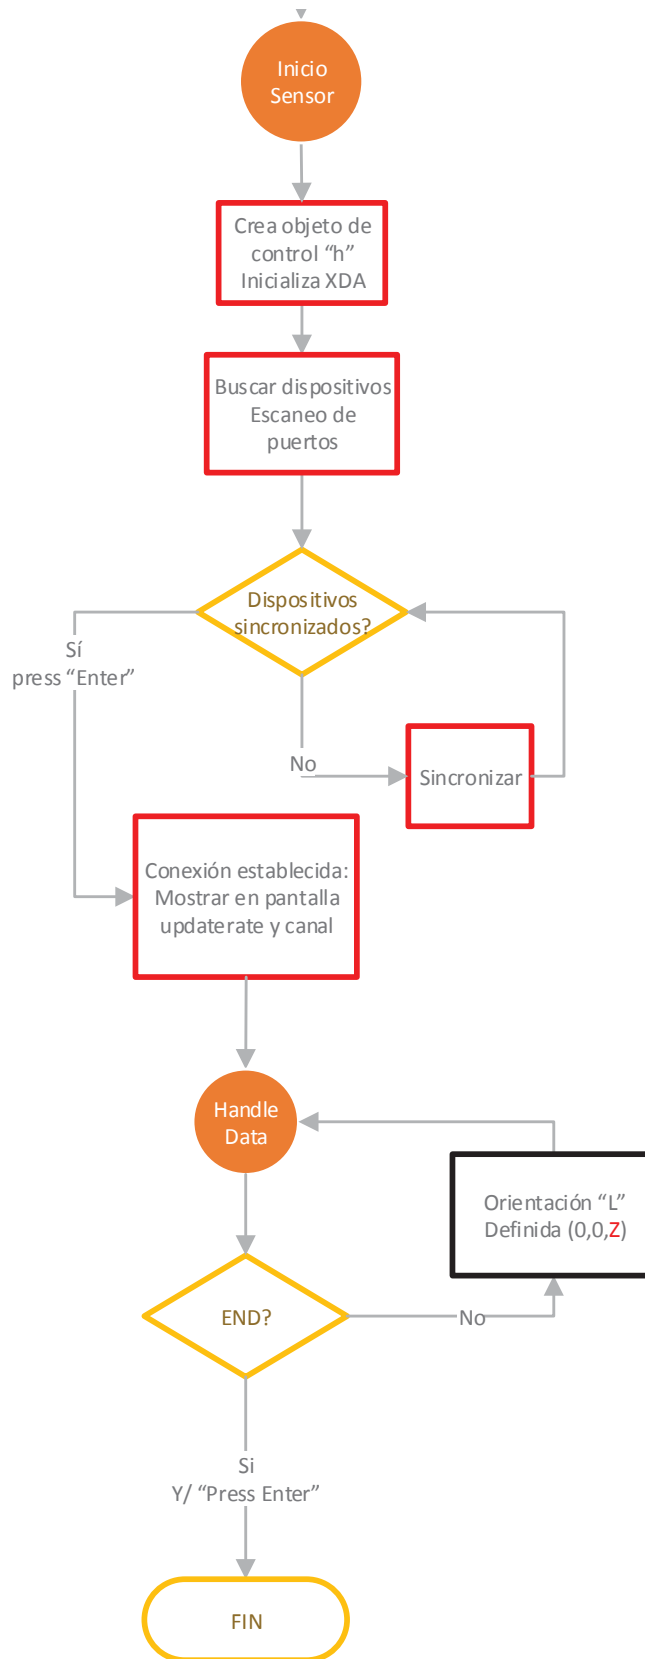 Inicio
Sensor
Crea objeto de
control “h”
Inicializa XDA
Buscar dispositivos
Escaneo de
puertos
Dispositivos
sincronizados?
Sí
press “Enter”
No
Sincronizar
Conexión establecida:
Mostrar en pantalla
updaterate y canal
Handle
Data
Orientación “L”
Definida (0,0,Z)
END?
No
Si
Y/ “Press Enter”
FIN